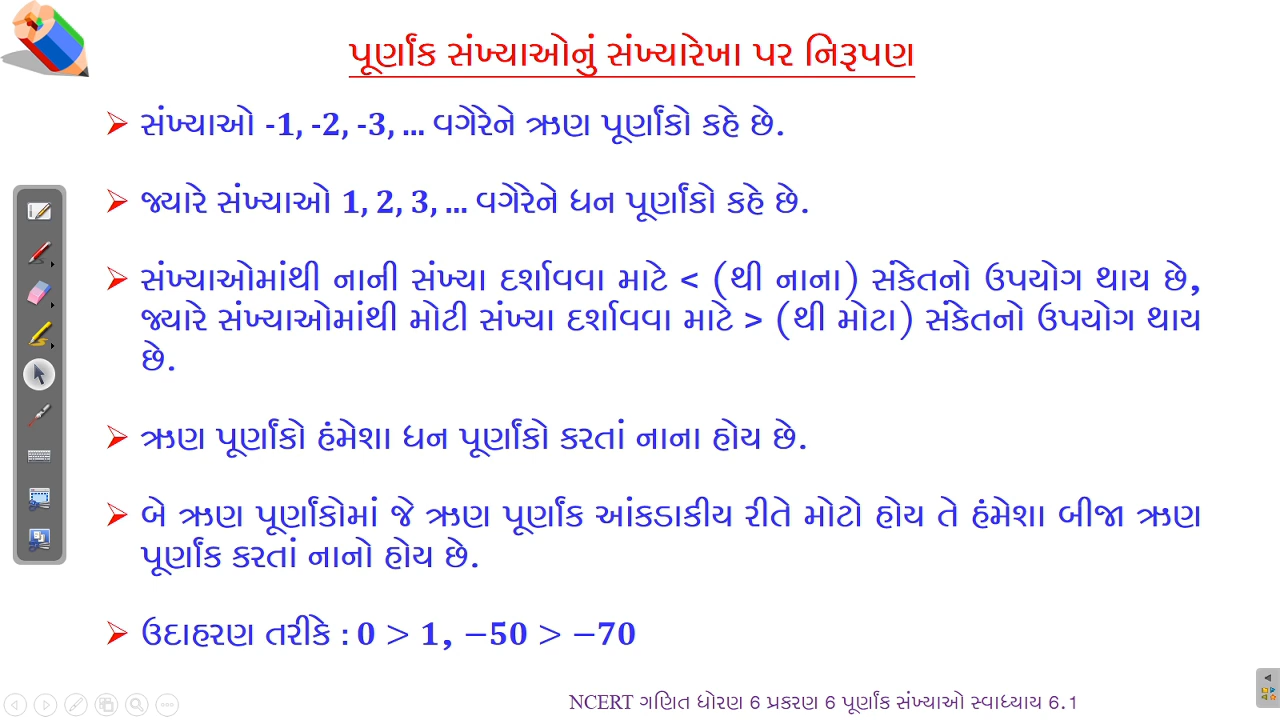 પૂર્ણાંક સંખ્યાઓનું સંખ્યારેખા પર નિરૂપણ
➢ સંખ્યાઓ -1, -2, -3, ... વગેરેને ઋણ પૂર્ણાંકો કહે છે.
➢ જ્યારે સંખ્યાઓ 1, 2, 3, ... વગેરેને ધન પૂર્ણાંકો કહે છે.
➢ સંખ્યાઓમાંથી નાની સંખ્યા દર્શાવવા માટે < (થી નાના) સંકેતનો ઉપયોગ થાય છે,
જ્યારે સંખ્યાઓમાંથી મોટી સંખ્યા દર્શાવવા માટે > (થી મોટા) સંકેતનો ઉપયોગ થાય
છે.
➢ ઋણ પૂર્ણાંકો હંમેશા ધન પૂર્ણાંકો કરતાં નાના હોય છે.
➢ બે ઋણ પૂર્ણાંકોમાં જે ઋણ પૂર્ણાંક આંકડાકીય રીતે મોટો હોય તે હંમેશા બીજા ઋણ
પૂર્ણાંક કરતાં નાનો હોય છે.
➢ ઉદાહરણ તરીકે : 0 > 1, −50 > −70
NCERT ગણિત ધોરણ 6 પ્રકરણ 6 પૂર્ણાંક સંખ્યાઓ સ્વાધ્યાય 6.1